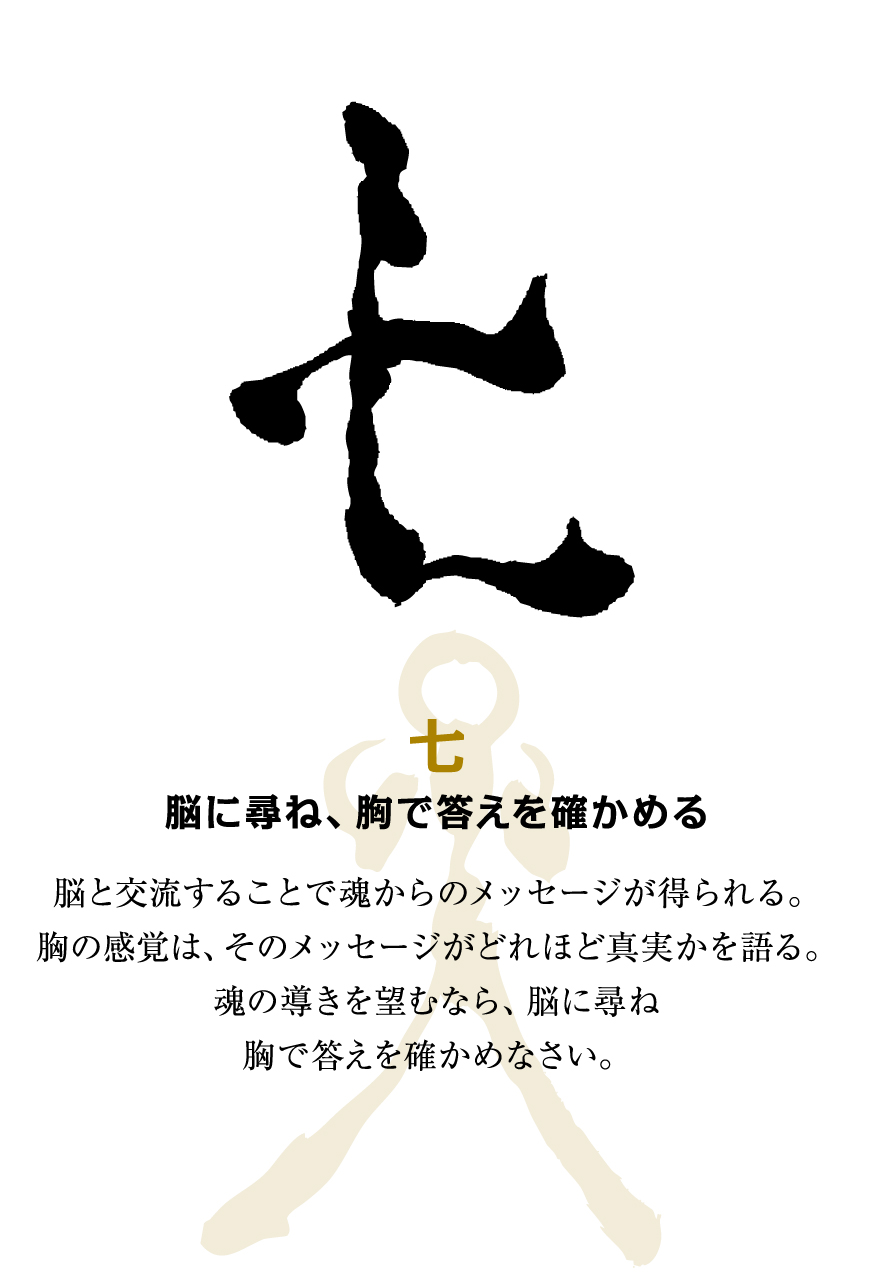 七
脳に尋ね、胸で答えを確かめる
脳と交流することで魂からのメッセージが得られる。
胸の感覚は、そのメッセージがどれほど真実かを語る。
魂の導きを望むなら、脳に尋ね
胸で答えを確かめなさい。